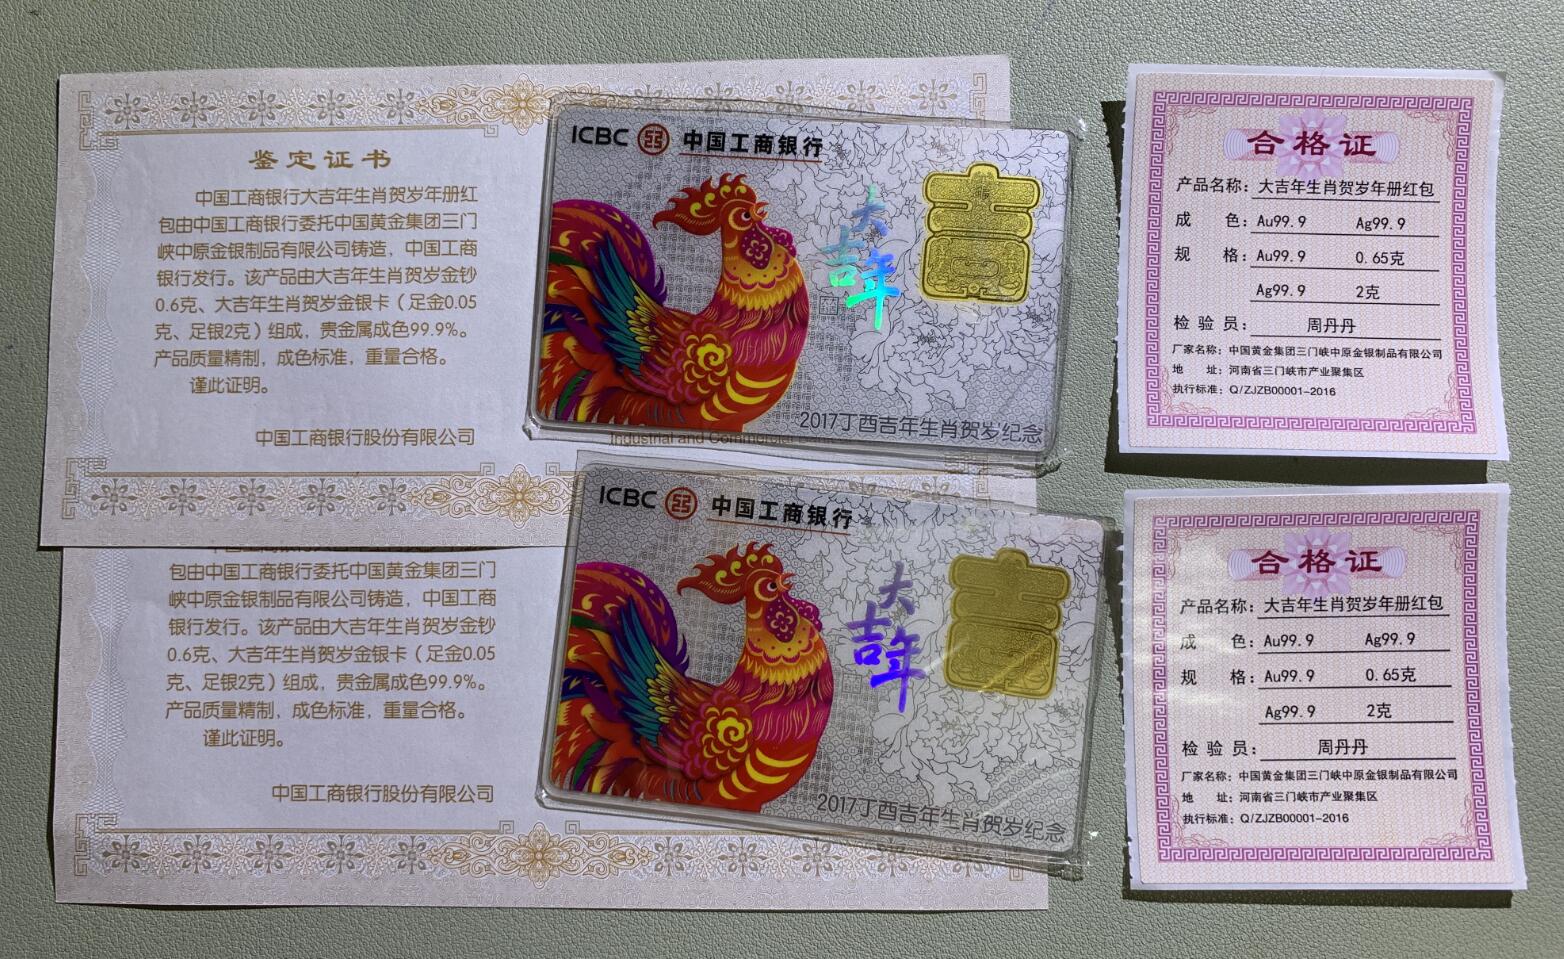 鉴定证书
中国工商银行大吉年生肖贺岁年册红
包由中国工商银行委托中国黄金集团三门
峡中原金银制品有限公司铸造，中国工商
银行发行。该产品由大吉年生肖贺岁金钞
0.6克、大吉年生肖贺岁金银卡（足金0.05
克、足银2克）组成，贵金属成色99.9%。
产品质量精制，成色标准，重量合格。
谨此证明。
中国工商银行股份有限公司
ICBC 中国工商银行
大
吉年
吉
2017丁酉吉年生肖贺岁纪念
Industrial and Commercial
合格证
产品名称：大吉年生肖贺岁年册红包
成 色：Au99.9 Ag99.9
规 格：Au99.9 0.65克
Ag99.9 2克
检 验 员：周丹丹
厂家名称：中国黄金集团三门峡中原金银制品有限公司
地 址：河南省三门峡市产业聚集区
执行标准：Q/ZJZB00001-2016
包由中国工商银行委托中国黄金集团三门
峡中原金银制品有限公司铸造，中国工商
银行发行。该产品由大吉年生肖贺岁金钞
0.6克、大吉年生肖贺岁金银卡（足金0.05
克、足银2克）组成，贵金属成色99.9%。
产品质量精制，成色标准，重量合格。
谨此证明。
中国工商银行股份有限公司
ICBC 中国工商银行
大
吉年
吉
2017丁酉吉年生肖贺岁纪念
合格证
产品名称：大吉年生肖贺岁年册红包
成 色：Au99.9 Ag99.9
规 格：Au99.9 0.65克
Ag99.9 2克
检 验 员：周丹丹
厂家名称：中国黄金集团三门峡中原金银制品有限公司
地 址：河南省三门峡市产业聚集区
执行标准：Q/ZJZB00001-2016